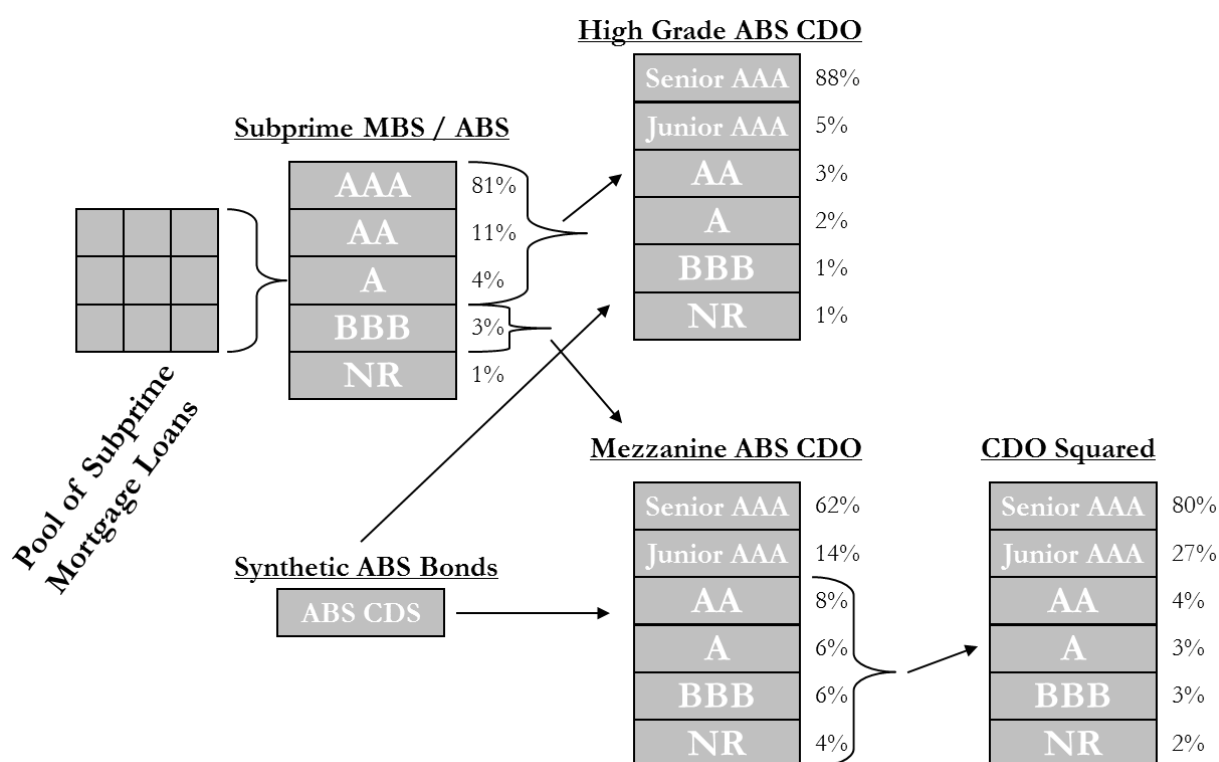 High Grade ABS CDO
Senior AAA 88%
Junior AAA 5%
AA 3%
A 2%
BBB 1%
NR 1%
Subprime MBS / ABS
AAA 81%
AA 11%
A 4%
BBB 3%
NR 1%
Pool of Subprime
Mortgage Loans
Synthetic ABS Bonds
ABS CDS
Mezzanine ABS CDO
Senior AAA 62%
Junior AAA 14%
AA 8%
A 6%
BBB 6%
NR 4%
CDO Squared
Senior AAA 80%
Junior AAA 27%
AA 4%
A 3%
BBB 3%
NR 2%